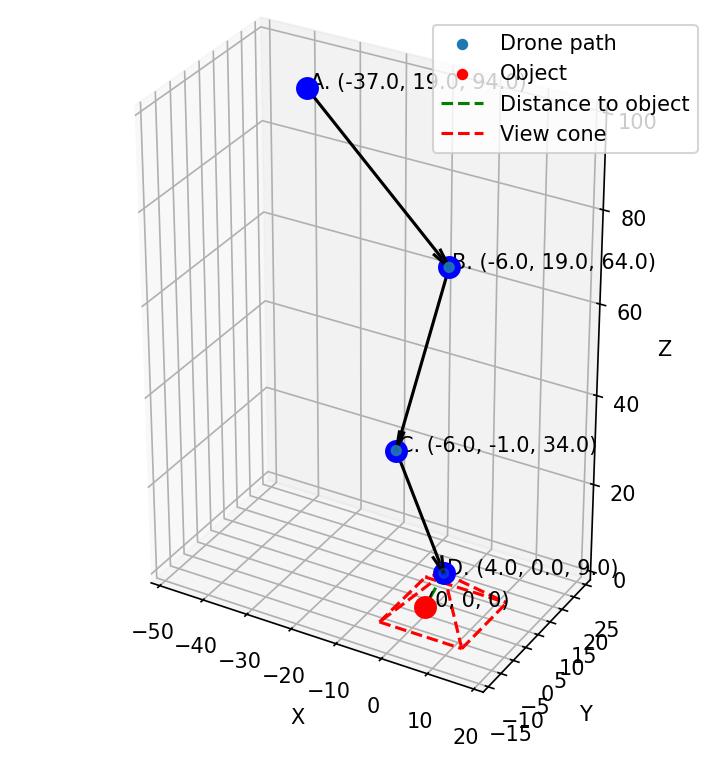 Drone path
Object
Distance to object
View cone
A. (-37.0, 19.0, 94.0)
B. (-6.0, 19.0, 64.0)
C. (-6.0, -1.0, 34.0)
D. (4.0, 0.0, 9.0)
(0, 0, 0)
100
80
60
40
20
0
Z
−50
−40
−30
−20
−10
0
10
20
X
25
20
15
10
5
0
−5
−10
−15
Y